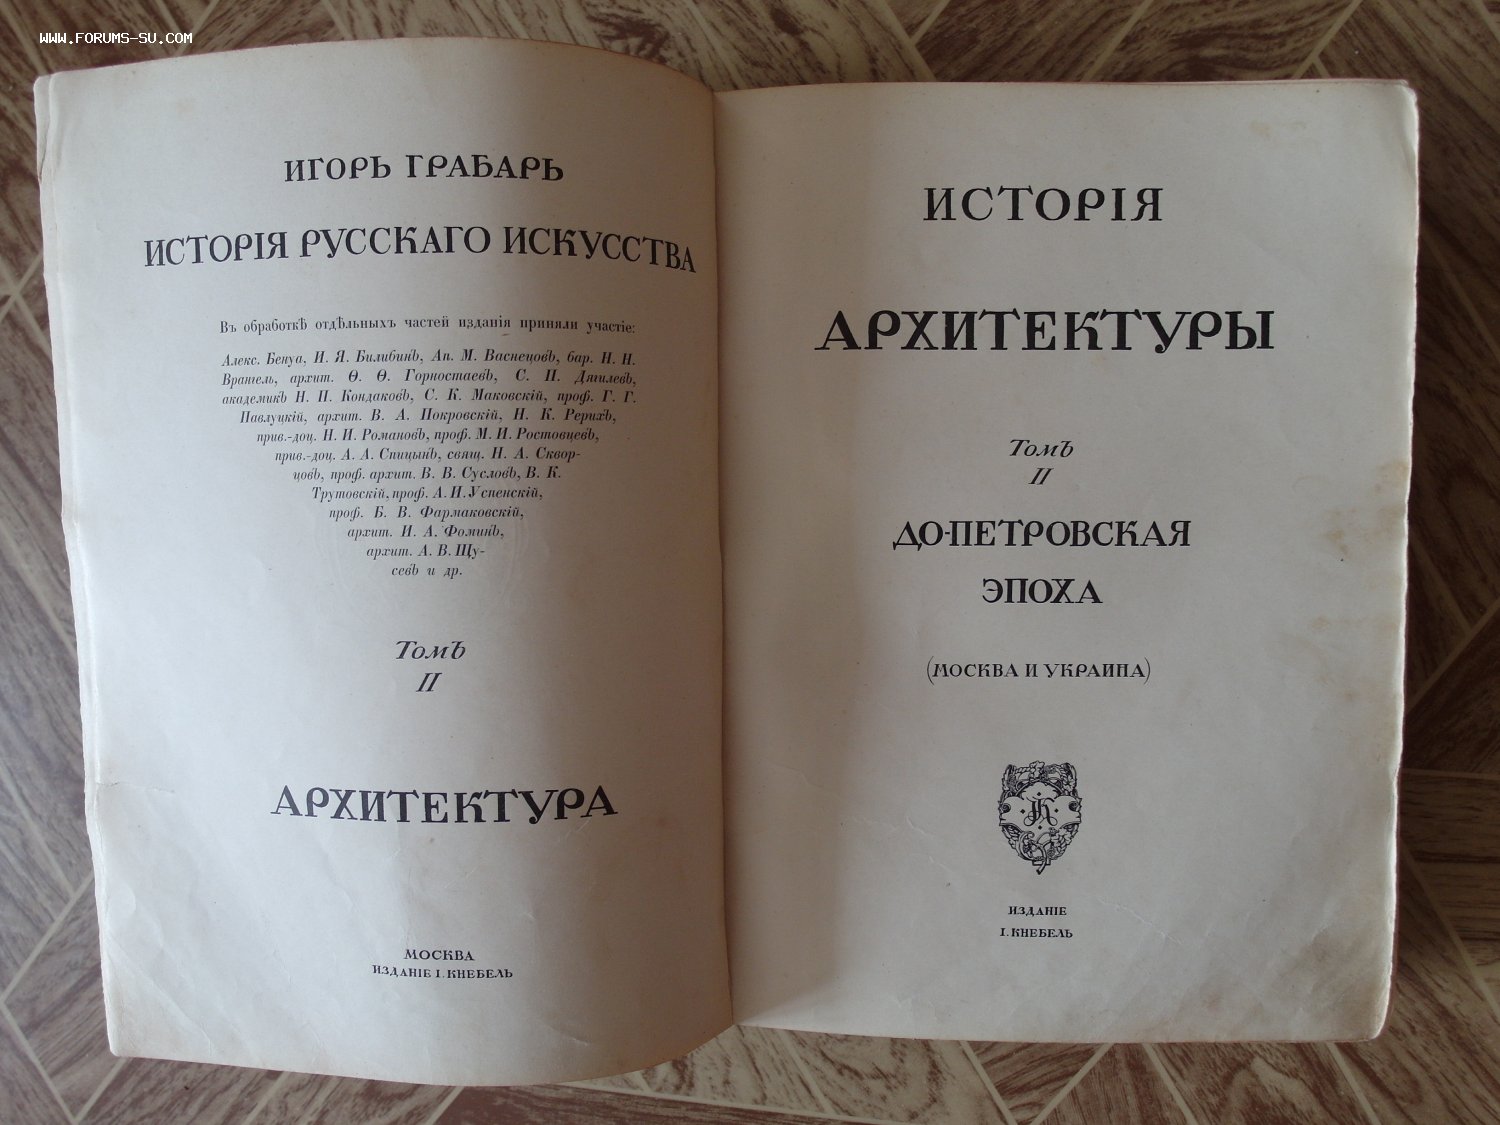 WWW.FORUMS-SU.COM
ИГОРЬ ГРАБАРЬ
ИСТОРІЯ РУССКАГО ИСКУССТВА
Въ обработкѣ отдѣльныхъ частей изданія приняли участіе:
Алекс. Бенуа, И. Я. Билибинъ, Ап. М. Васнецовъ, бар. Н. Н.
Врангель, архит. Ѳ. Ѳ. Горностаевъ, С. П. Дягилевъ,
академикъ Н. П. Кондаковъ, С. К. Маковскій, проф. Г. Г.
Павлуцкій, архит. В. А. Покровскій, Н. К. Рерихъ,
прив.-доц. Н. И. Романовъ, проф. М. И. Ростовцевъ,
прив.-доц. А. А. Спицынъ, свящ. Н. А. Сквор-
цовъ, проф. архит. В. В. Сусловъ, В. К.
Трутовскій, проф. А. И. Успенскій,
проф. Б. В. Фармаковскій,
архит. И. А. Фоминъ,
архит. А. В. Щу-
севъ и др.
Томъ
II
АРХИТЕКТУРА
МОСКВА
ИЗДАНІЕ І. КНЕБЕЛЬ
ИСТОРІЯ
АРХИТЕКТУРЫ
Томъ
II
ДО-ПЕТРОВСКАЯ
ЭПОХА
(МОСКВА И УКРАИНА)
ІК
ИЗДАНІЕ
І. КНЕБЕЛЬ